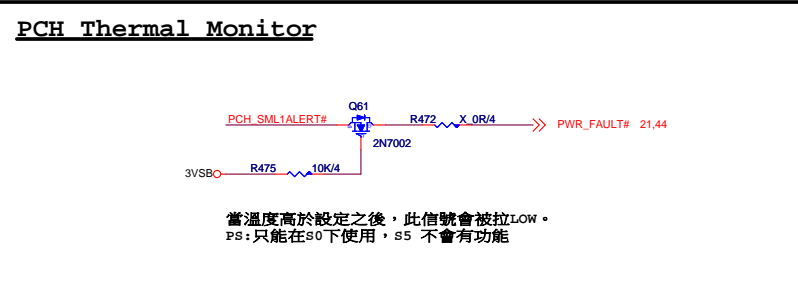 PCH Thermal Monitor
Q61
PCH_SML1ALERT# R472 X_0R/4 PWR_FAULT# 21,44
2N7002
3VSB R475 10K/4
當溫度高於設定之後，此信號會被拉LOW。
PS:只能在S0下使用，S5 不會有功能